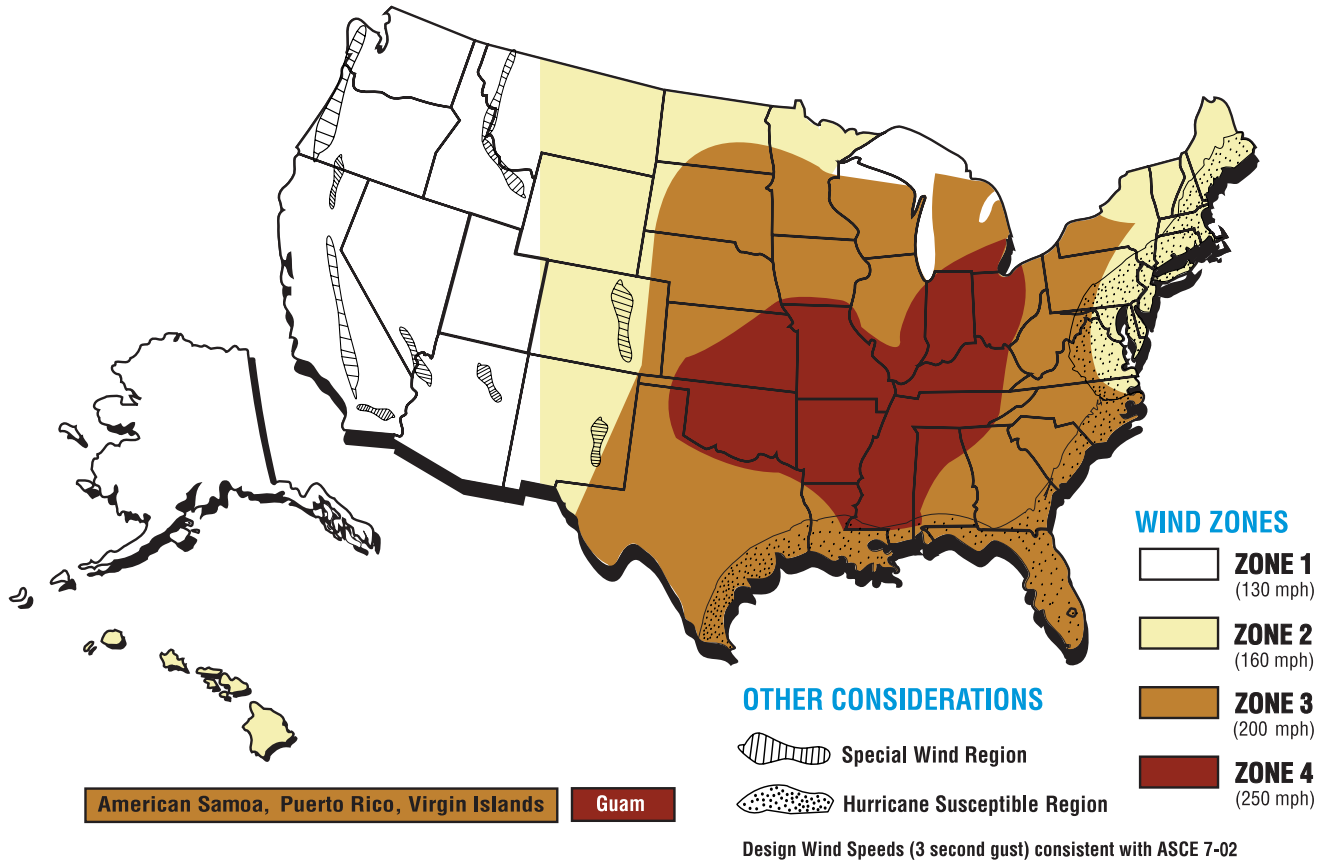 WIND ZONES
ZONE 1
(130 mph)
ZONE 2
(160 mph)
ZONE 3
(200 mph)
ZONE 4
(250 mph)
OTHER CONSIDERATIONS
Special Wind Region
Hurricane Susceptible Region
American Samoa, Puerto Rico, Virgin Islands
Guam
Design Wind Speeds (3 second gust) consistent with ASCE 7-02